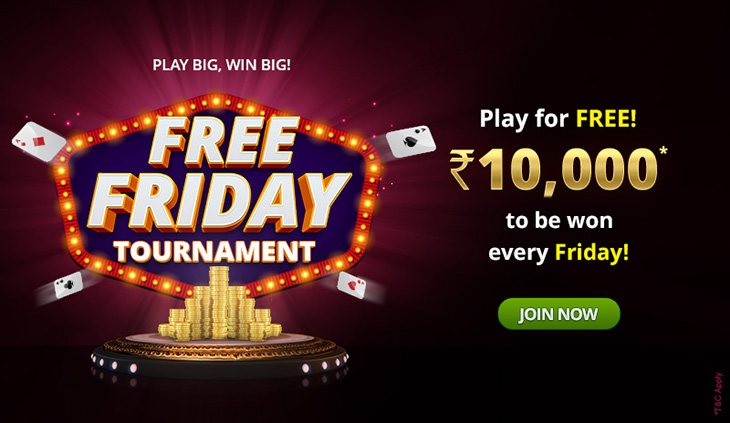 PLAY BIG, WIN BIG!
FREE
FRIDAY
TOURNAMENT
Play for FREE!
₹10,000*
to be won
every Friday!
JOIN NOW
*T&C Apply